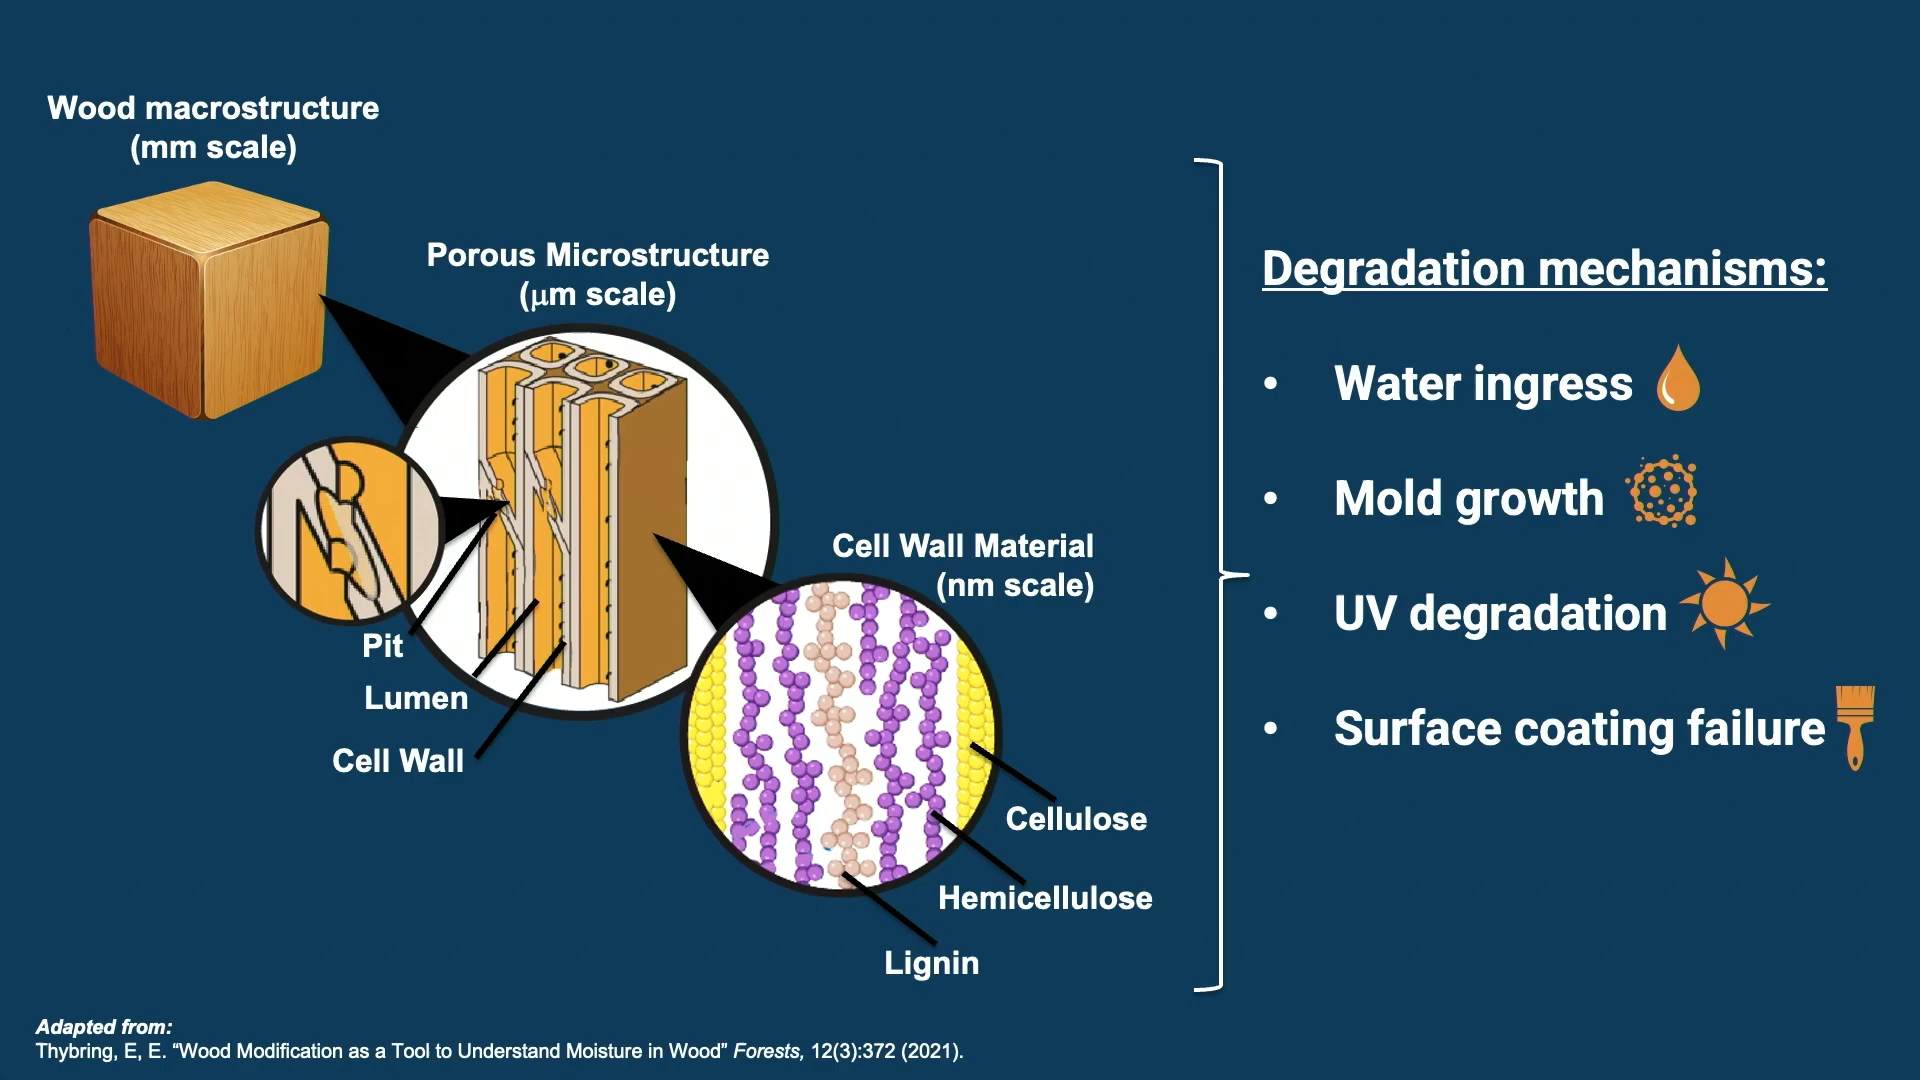 Wood macrostructure
(mm scale)
Porous Microstructure
(μm scale)
Pit
Lumen
Cell Wall
Cell Wall Material
(nm scale)
Cellulose
Hemicellulose
Lignin
Degradation mechanisms:
• Water ingress
• Mold growth
• UV degradation
• Surface coating failure
Adapted from:
Thybring, E, E. “Wood Modification as a Tool to Understand Moisture in Wood” Forests, 12(3):372 (2021).